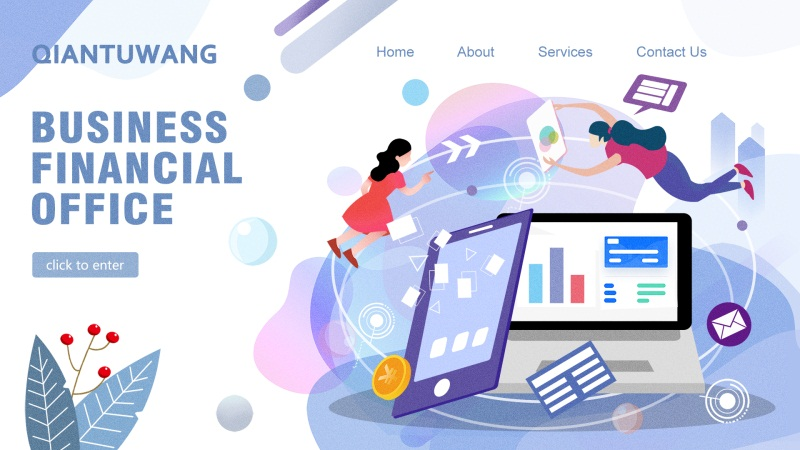 QIANTUWANG
Home About Services Contact Us
BUSINESS
FINANCIAL
OFFICE
click to enter